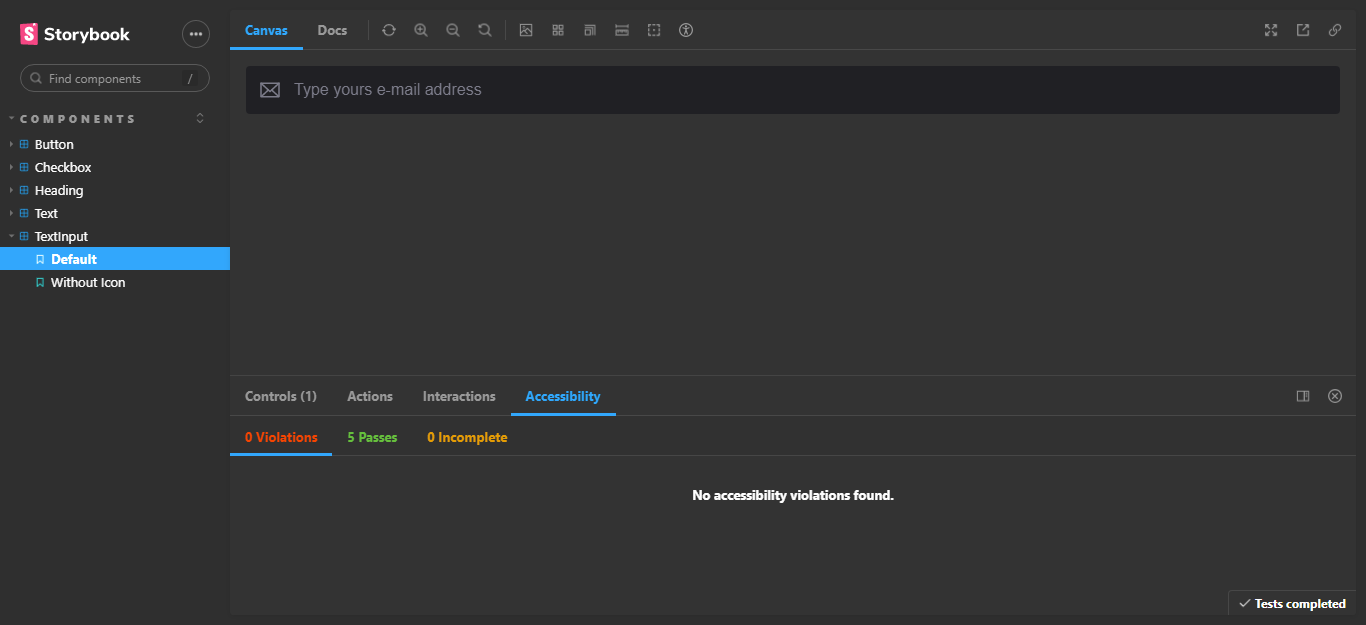 Storybook
Find components /
COMPONENTS
Button
Checkbox
Heading
Text
TextInput
Default
Without Icon
Canvas Docs
Type yours e-mail address
Controls (1) Actions Interactions Accessibility
0 Violations 5 Passes 0 Incomplete
No accessibility violations found.
Tests completed